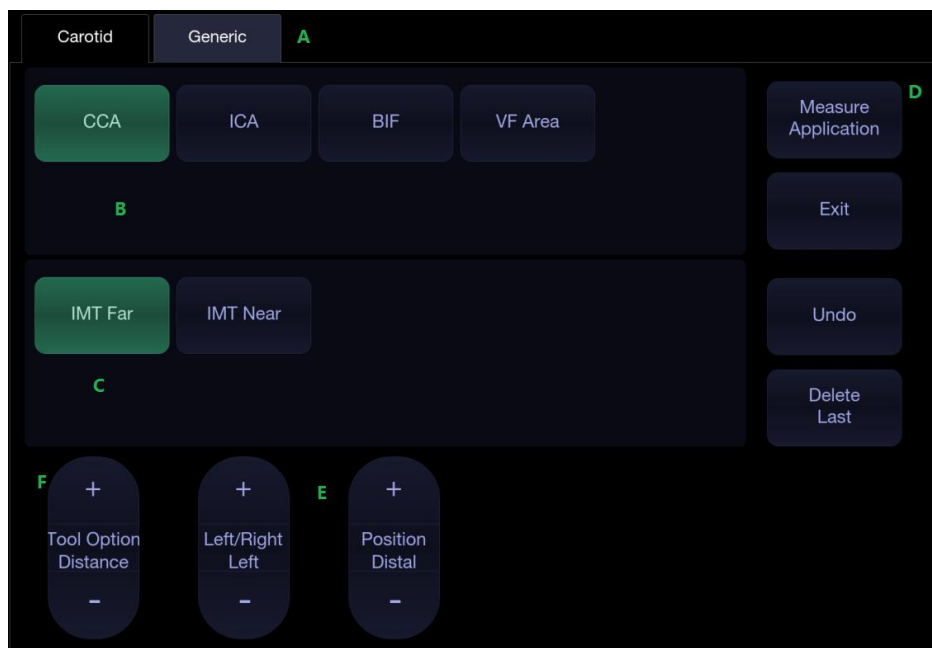 Carotid
Generic
A
CCA
ICA
BIF
VF Area
B
D
Measure
Application
Exit
IMT Far
IMT Near
C
Undo
Delete
Last
F
+
Tool Option
Distance
-
+
Left/Right
Left
-
E
+
Position
Distal
-